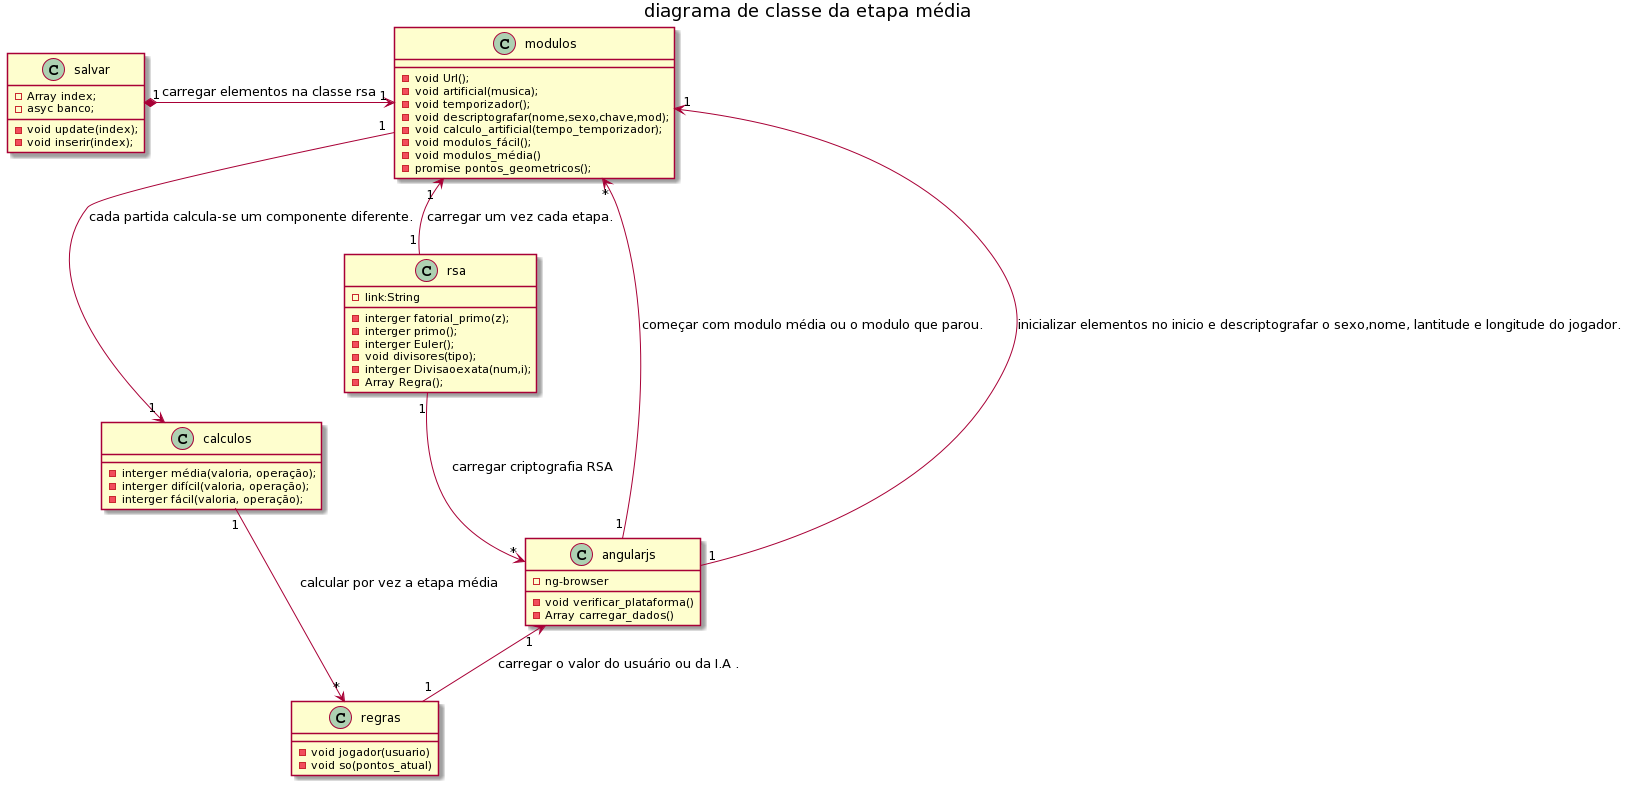 diagrama de classe da etapa média
C modulos
void Url();
void artificial(musica);
void temporizador();
void descriptografar(nome,sexo,chave,mod);
void calculo_artificial(tempo_temporizador);
void modulos_fácil();
void modulos_média()
promise pontos_geometricos();
C salvar
Array index;
asyc banco;
void update(index);
void inserir(index);
1 carregar elementos na classe rsa 1
1
1
cada partida calcula-se um componente diferente.
1
1
carregar um vez cada etapa.
1
*
1
C rsa
link:String
interger fatorial_primo(z);
interger primo();
interger Euler();
void divisores(tipo);
interger Divisaoexata(num,i);
Array Regra();
começar com modulo média ou o modulo que parou.
inicializar elementos no inicio e descriptografar o sexo,nome, lantitude e longitude do jogador.
1
C calculos
interger média(valoria, operação);
interger difícil(valoria, operação);
interger fácil(valoria, operação);
carregar criptografia RSA
*
1
1
C angularjs
ng-browser
void verificar_plataforma()
Array carregar_dados()
1
calcular por vez a etapa média
*
1
carregar o valor do usuário ou da I.A .
1
C regras
void jogador(usuario)
void so(pontos_atual)